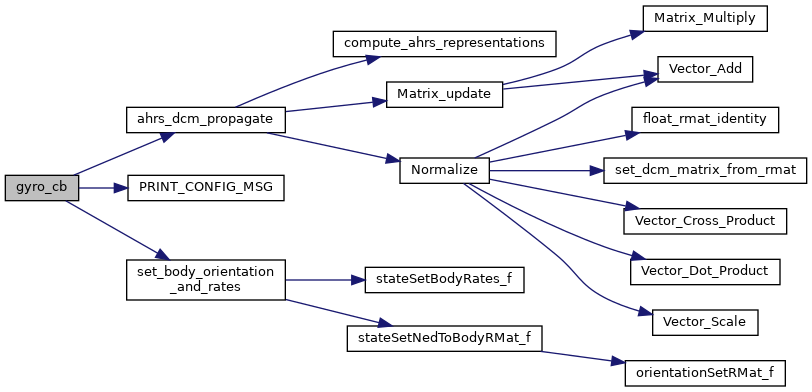 gyro_cb
ahrs_dcm_propagate
PRINT_CONFIG_MSG
set_body_orientation
_and_rates
compute_ahrs_representations
Matrix_update
Normalize
stateSetBodyRates_f
stateSetNedToBodyRMat_f
Matrix_Multiply
Vector_Add
float_rmat_identity
set_dcm_matrix_from_rmat
Vector_Cross_Product
Vector_Dot_Product
Vector_Scale
orientationSetRMat_f